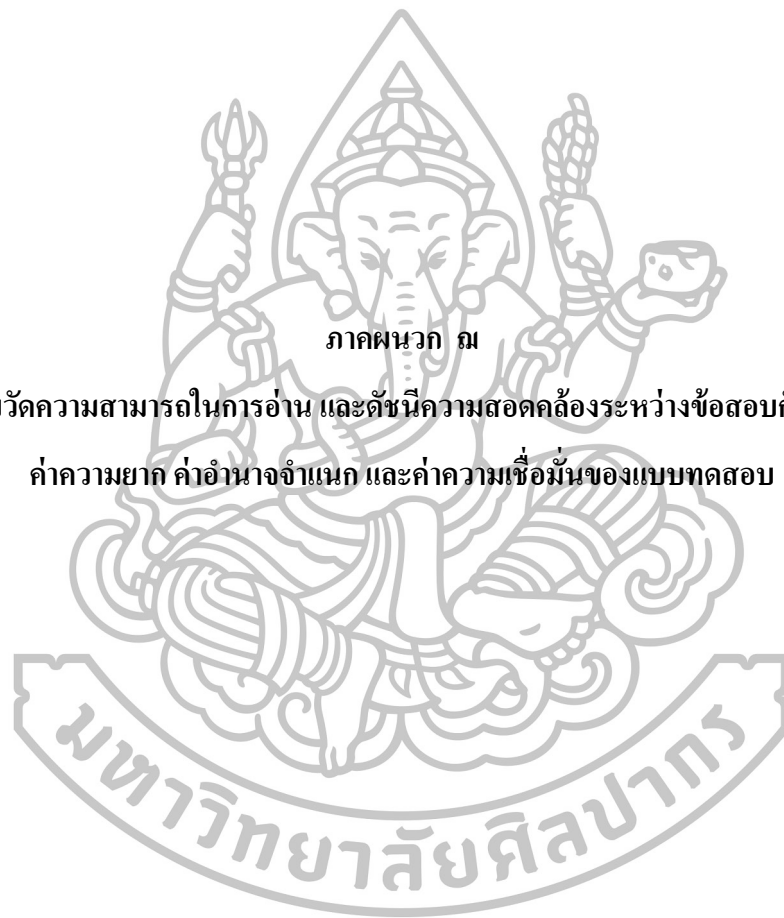 ภาคผนวก ฌ
วัดความสามารถในการอ่าน และดัชนีความสอดคล้องระหว่างข้อสอบ
ค่าความยาก ค่าอำนาจจำแนก และค่าความเชื่อมั่นของแบบทดสอบ
มหาวิทยาลัยศิลปากร